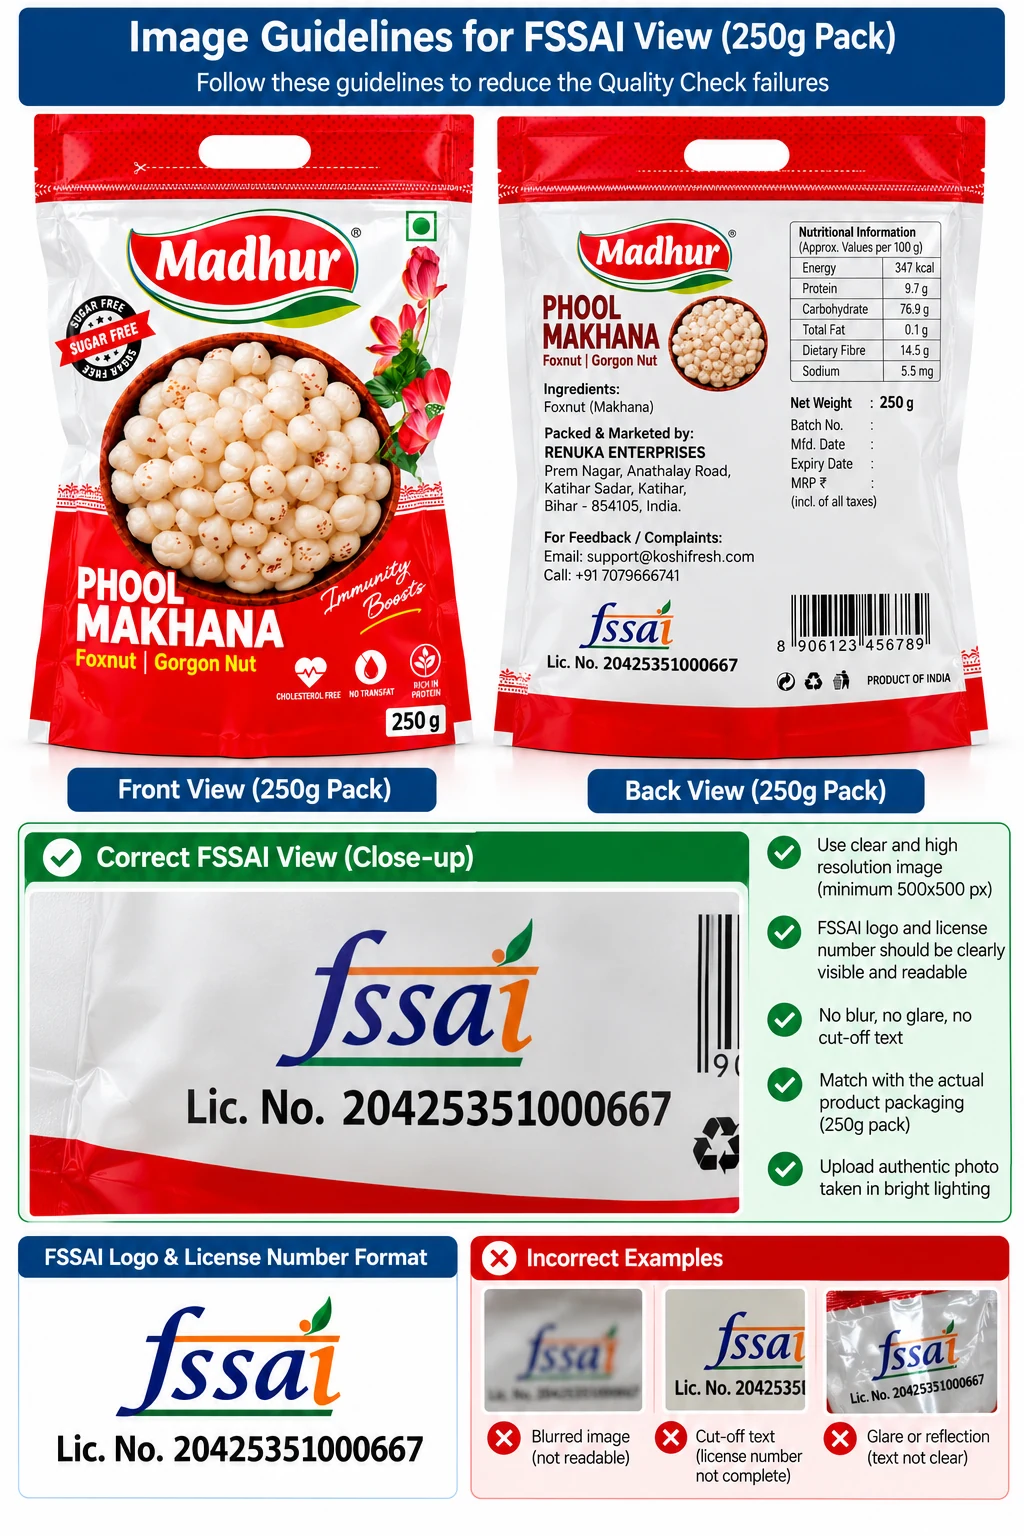 Image Guidelines for FSSAI View (250g Pack)
Follow these guidelines to reduce the Quality Check failures
Madhur
®
SUGAR FREE
SUGAR FREE
SUGAR FREE
PHOOL
MAKHANA
Foxnut | Gorgon Nut
Immunity
Boosts
CHOLESTEROL FREE
NO TRANSFAT
RICH IN
PROTEIN
250 g
Front View (250g Pack)
Madhur
®
PHOOL
MAKHANA
Foxnut | Gorgon Nut
Ingredients:
Foxnut (Makhana)
Packed & Marketed by:
RENUKA ENTERPRISES
Prem Nagar, Anathalay Road,
Katihar Sadar, Katihar,
Bihar - 854105, India.
For Feedback / Complaints:
Email: support@koshifresh.com
Call: +91 7079666741
fssai
Lic. No. 20425351000667
Nutritional Information
(Approx. Values per 100 g)
Energy 347 kcal
Protein 9.7 g
Carbohydrate 76.9 g
Total Fat 0.1 g
Dietary Fibre 14.5 g
Sodium 5.5 mg
Net Weight : 250 g
Batch No. :
Mfd. Date :
Expiry Date :
MRP ₹ :
(incl. of all taxes)
8 906123 456789
PRODUCT OF INDIA
Back View (250g Pack)
Correct FSSAI View (Close-up)
fssai
Lic. No. 20425351000667
90
Use clear and high
resolution image
(minimum 500x500 px)
FSSAI logo and license
number should be clearly
visible and readable
No blur, no glare, no
cut-off text
Match with the actual
product packaging
(250g pack)
Upload authentic photo
taken in bright lighting
FSSAI Logo & License Number Format
fssai
Lic. No. 20425351000667
Incorrect Examples
fssai
fssai
Lic. No. 2042535
fssai
Lic. No. 20425351000667
Blurred image
(not readable)
Cut-off text
(license number
not complete)
Glare or reflection
(text not clear)